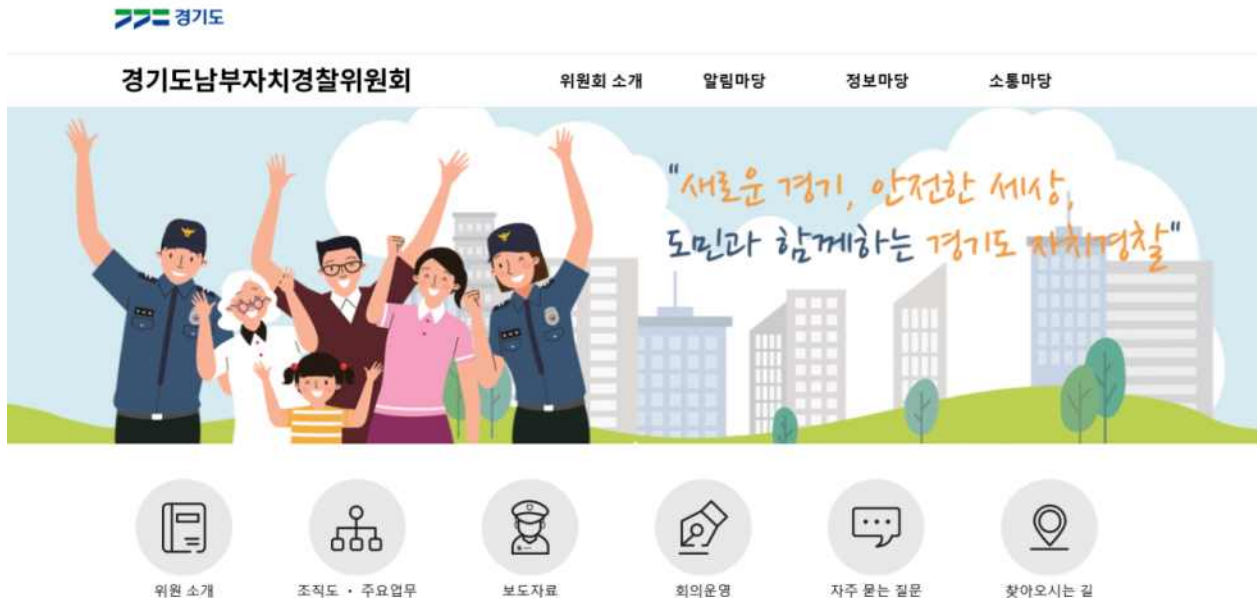 경기도
경기도남부자치경찰위원회
위원회 소개 알림마당 정보마당 소통마당
"새로운 경기, 안전한 세상,
도민과 함께하는 경기도 자치경찰"
위원 소개 조직도 · 주요업무 보도자료 회의운영 자주 묻는 질문 찾아오시는 길